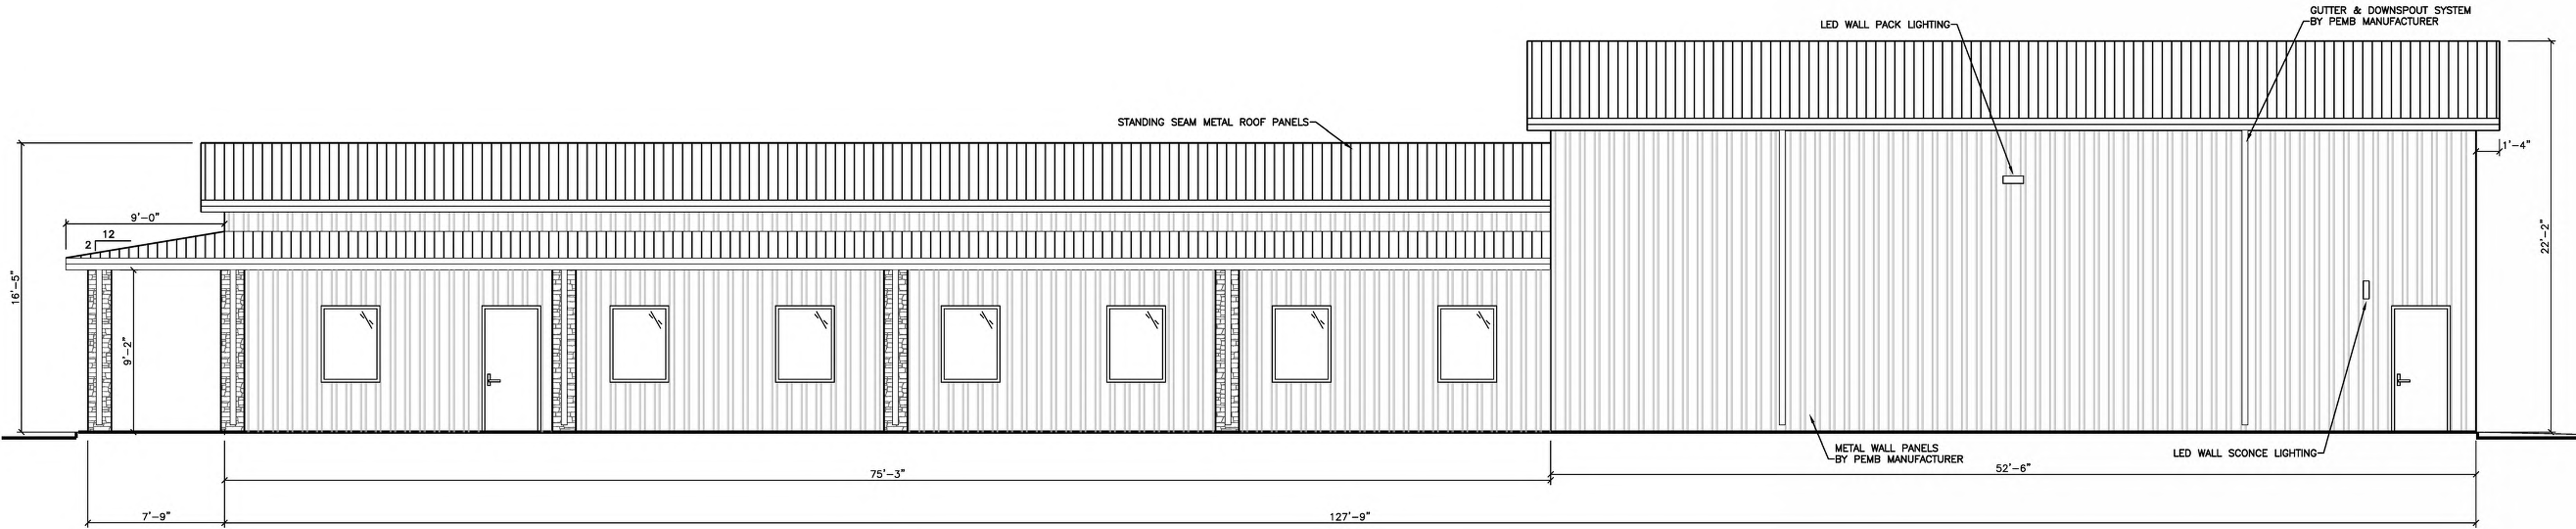 GUTTER & DOWNSPOUT SYSTEM
BY PEMB MANUFACTURER
LED WALL PACK LIGHTING
STANDING SEAM METAL ROOF PANELS
1'-4"
9'-0"
12
2
16'-5"
22'-2"
9'-2"
METAL WALL PANELS
BY PEMB MANUFACTURER
LED WALL SCONCE LIGHTING
75'-3"
52'-6"
7'-9"
127'-9"